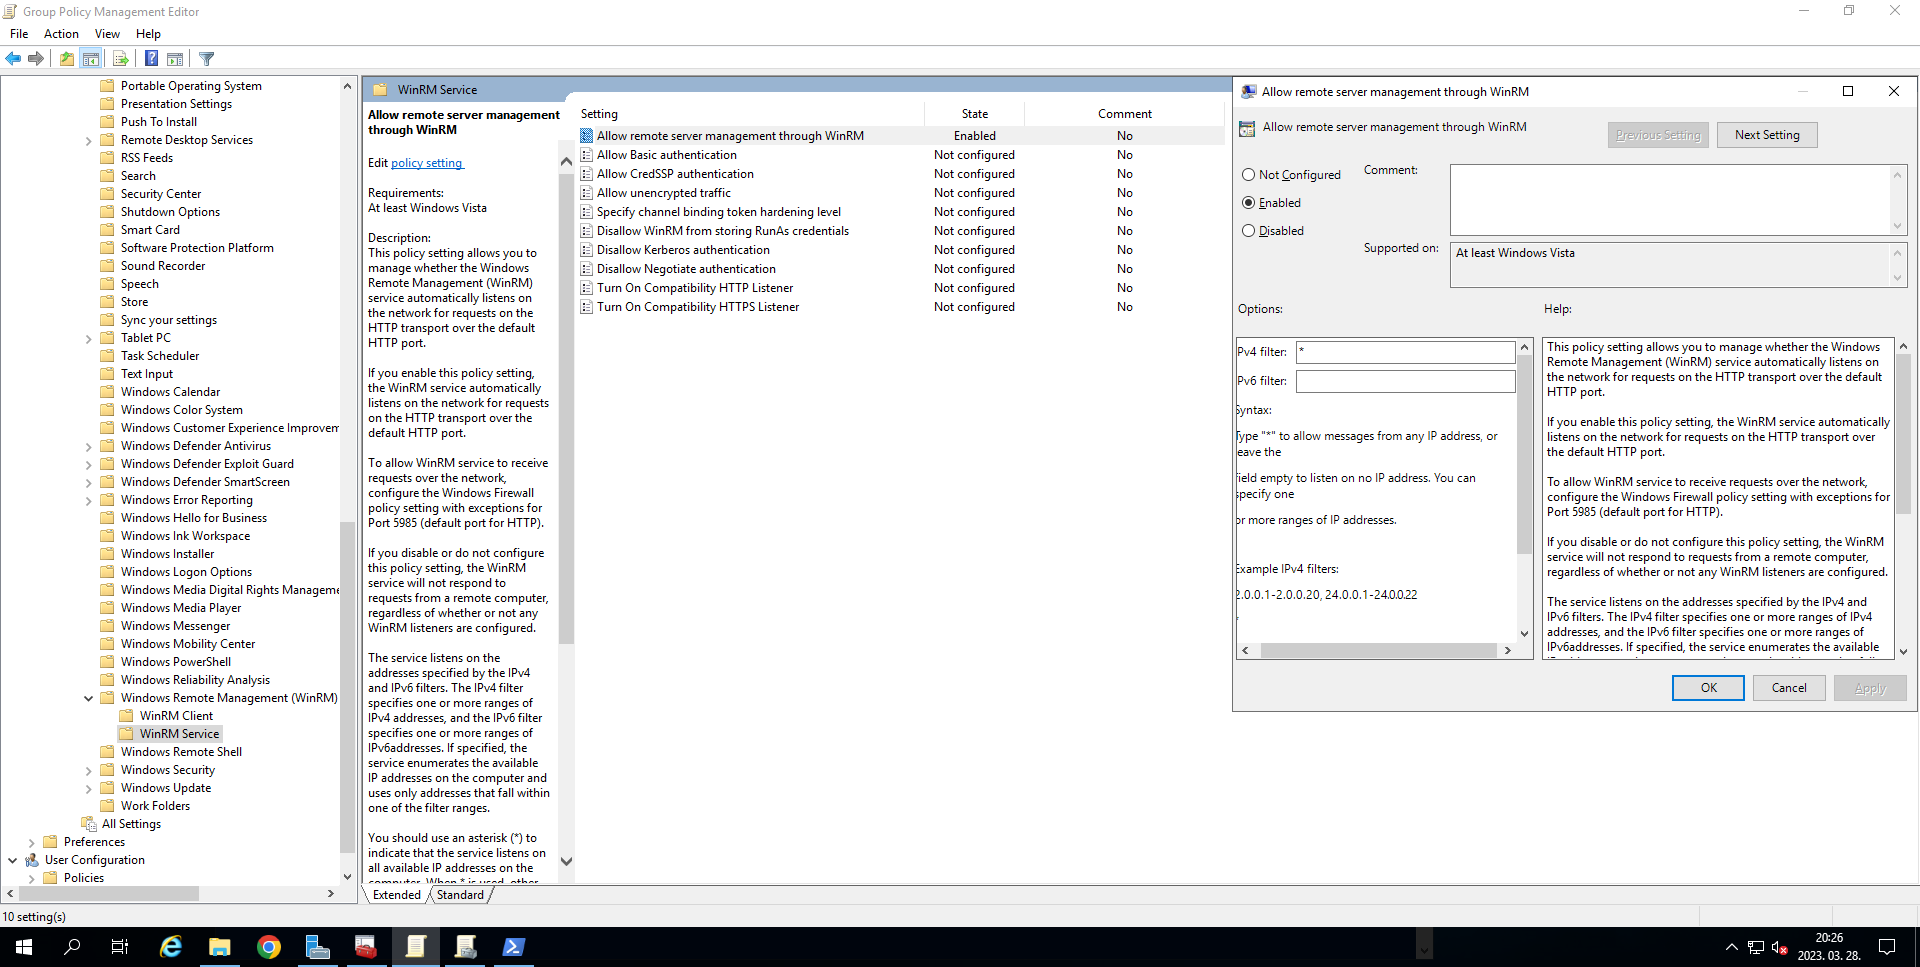 Group Policy Management Editor
File Action View Help
Portable Operating System
Presentation Settings
Push To Install
Remote Desktop Services
RSS Feeds
Search
Security Center
Shutdown Options
Smart Card
Software Protection Platform
Sound Recorder
Speech
Store
Sync your settings
Tablet PC
Task Scheduler
Text Input
Windows Calendar
Windows Color System
Windows Customer Experience Improvem
Windows Defender Antivirus
Windows Defender Exploit Guard
Windows Defender SmartScreen
Windows Error Reporting
Windows Hello for Business
Windows Ink Workspace
Windows Installer
Windows Logon Options
Windows Media Digital Rights Manageme
Windows Media Player
Windows Messenger
Windows Mobility Center
Windows PowerShell
Windows Reliability Analysis
Windows Remote Management (WinRM)
WinRM Client
WinRM Service
Windows Remote Shell
Windows Security
Windows Update
Work Folders
All Settings
Preferences
User Configuration
Policies
WinRM Service
Allow remote server management
through WinRM
Edit policy setting
Requirements:
At least Windows Vista
Description:
This policy setting allows you to
manage whether the Windows
Remote Management (WinRM)
service automatically listens on
the network for requests on the
HTTP transport over the default
HTTP port.
If you enable this policy setting,
the WinRM service automatically
listens on the network for requests
on the HTTP transport over the
default HTTP port.
To allow WinRM service to receive
requests over the network,
configure the Windows Firewall
policy setting with exceptions for
Port 5985 (default port for HTTP).
If you disable or do not configure
this policy setting, the WinRM
service will not respond to
requests from a remote computer,
regardless of whether or not any
WinRM listeners are configured.
The service listens on the
addresses specified by the IPv4
and IPv6 filters. The IPv4 filter
specifies one or more ranges of
IPv4 addresses, and the IPv6 filter
specifies one or more ranges of
IPv6addresses. If specified, the
service enumerates the available
IP addresses on the computer and
uses only addresses that fall within
one of the filter ranges.
You should use an asterisk (*) to
indicate that the service listens on
all available IP addresses on the
computer. When * is used, other
Setting State Comment
Allow remote server management through WinRM Enabled No
Allow Basic authentication Not configured No
Allow CredSSP authentication Not configured No
Allow unencrypted traffic Not configured No
Specify channel binding token hardening level Not configured No
Disallow WinRM from storing RunAs credentials Not configured No
Disallow Kerberos authentication Not configured No
Disallow Negotiate authentication Not configured No
Turn On Compatibility HTTP Listener Not configured No
Turn On Compatibility HTTPS Listener Not configured No
Extended Standard
10 setting(s)
Allow remote server management through WinRM
Allow remote server management through WinRM
Previous Setting Next Setting
Not Configured
Enabled
Disabled
Comment:
Supported on:
At least Windows Vista
Options:
Help:
Pv4 filter: *
Pv6 filter:
Syntax:
Type "*" to allow messages from any IP address, or
leave the
field empty to listen on no IP address. You can
specify one
or more ranges of IP addresses.
Example IPv4 filters:
2.0.0.1-2.0.0.20, 24.0.0.1-24.0.0.22
*
This policy setting allows you to manage whether the Windows
Remote Management (WinRM) service automatically listens on
the network for requests on the HTTP transport over the default
HTTP port.
If you enable this policy setting, the WinRM service automatically
listens on the network for requests on the HTTP transport over
the default HTTP port.
To allow WinRM service to receive requests over the network,
configure the Windows Firewall policy setting with exceptions for
Port 5985 (default port for HTTP).
If you disable or do not configure this policy setting, the WinRM
service will not respond to requests from a remote computer,
regardless of whether or not any WinRM listeners are configured.
The service listens on the addresses specified by the IPv4 and
IPv6 filters. The IPv4 filter specifies one or more ranges of IPv4
addresses, and the IPv6 filter specifies one or more ranges of
IPv6addresses. If specified, the service enumerates the available
OK Cancel Apply
20:26
2023. 03. 28.